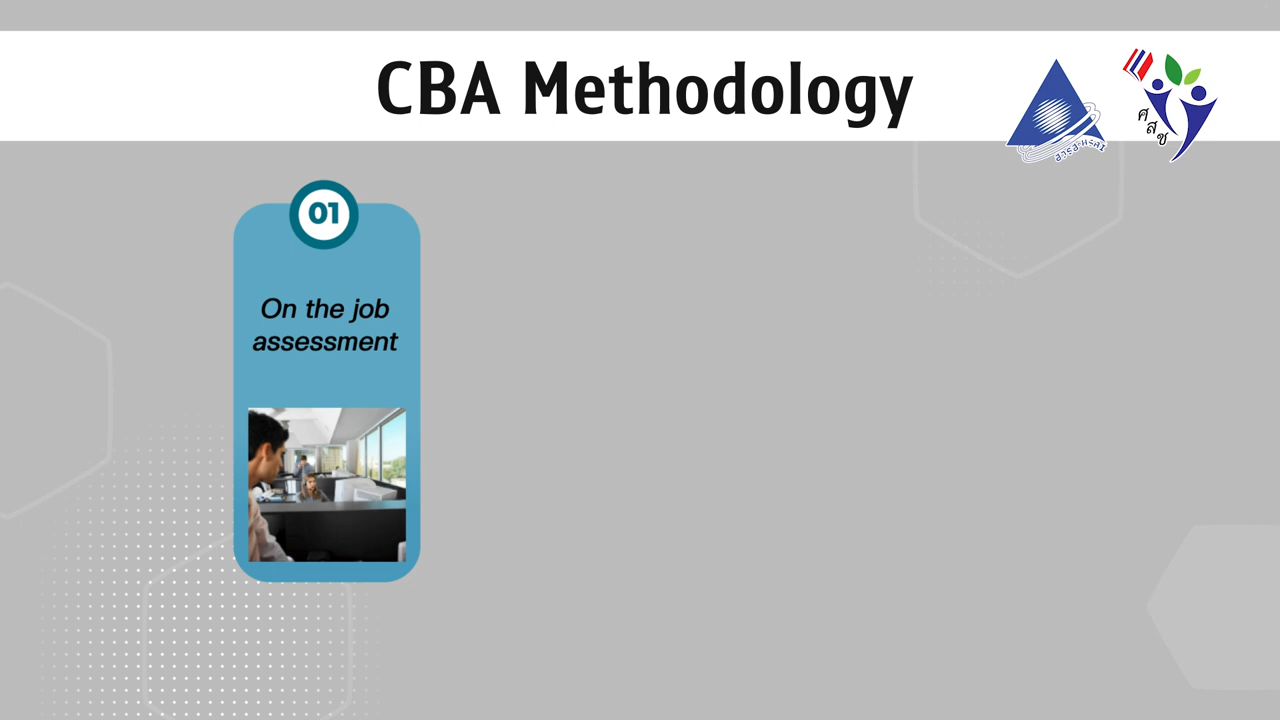 CBA Methodology
ศ
ส
ช
01
On the job
assessment